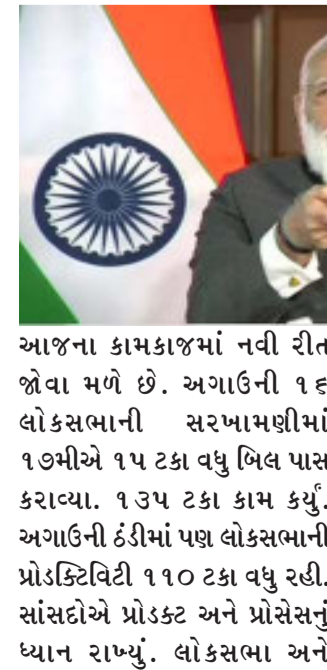 આજના કામકાજમાં નવી રીત
જોવા મળે છે. અગાઉની ૧૬
લોકસભાની સરખામણીમાં
૧૭મીએ ૧૫ ટકા વધુ બિલ પાસ
કરાવ્યા. ૧૩૫ ટકા કામ કર્યું.
અગાઉની ઠંડીમાં પણ લોકસભાની
પ્રોડક્ટિવિટી ૧૧૦ ટકા વધુ રહી.
સાંસદોએ પ્રોડક્ટ અને પ્રોસેસનું
ધ્યાન રાખ્યું. લોકસભા અને